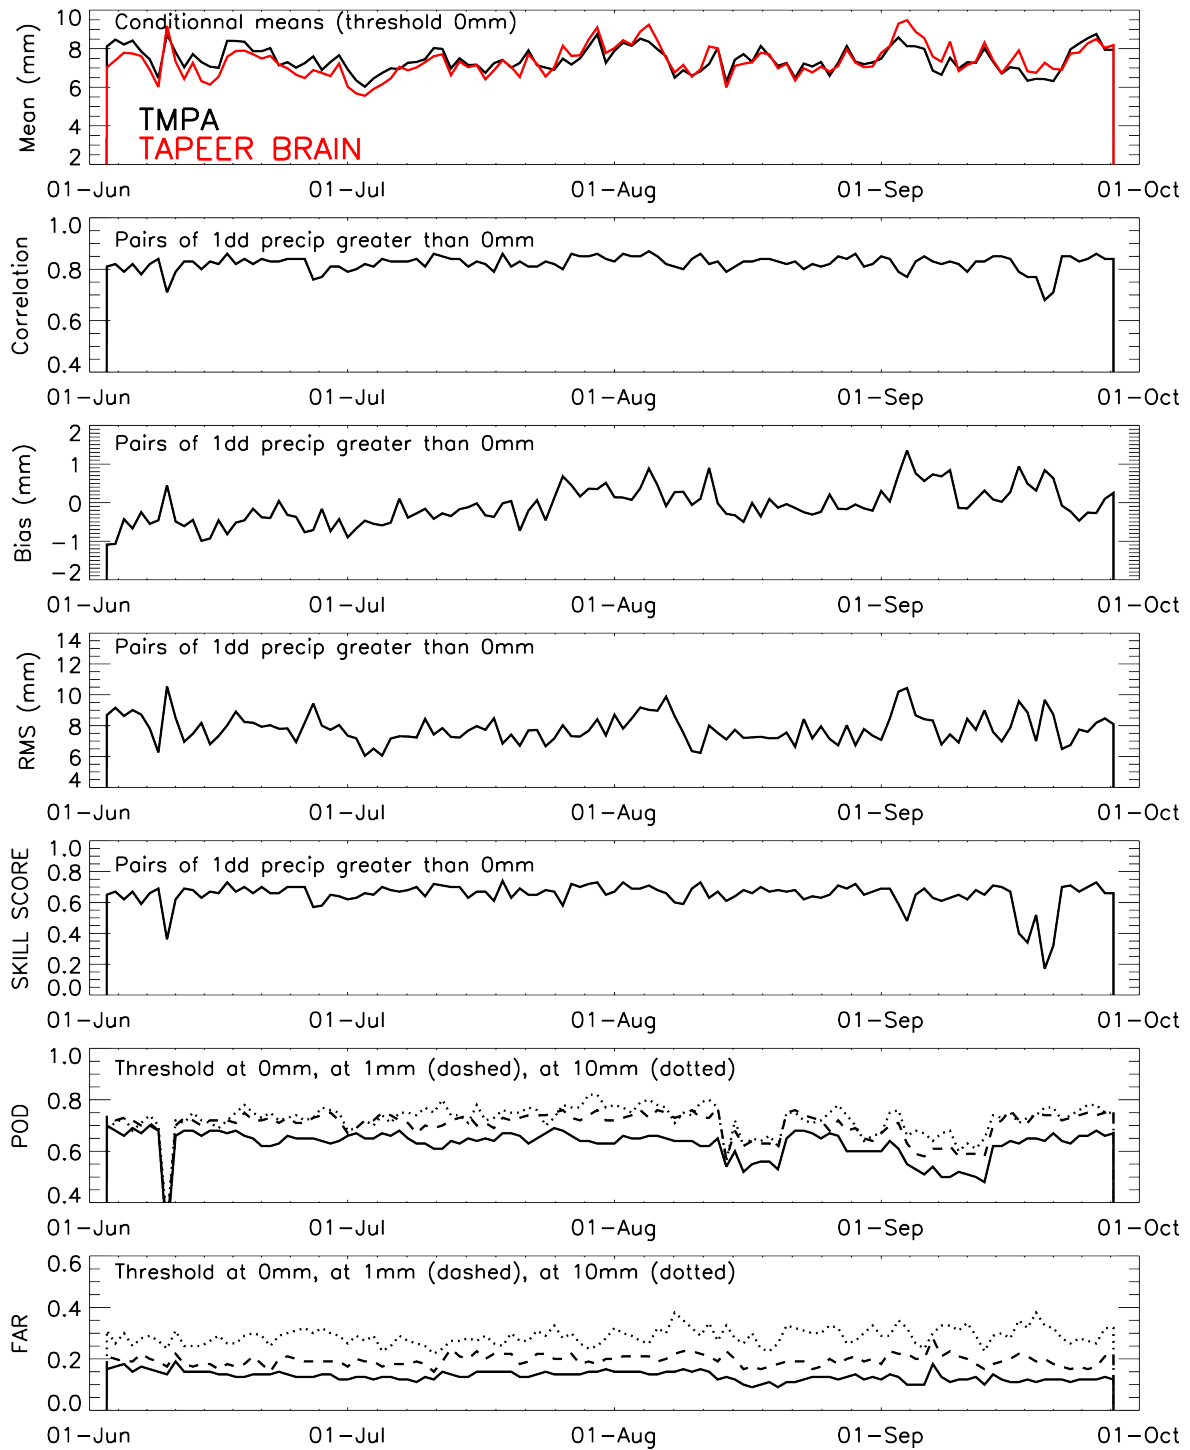 Conditionnal means (threshold 0mm)
Mean (mm)
10
8
6
4
2
TMPA
TAPEER BRAIN
01-Jun 01-Jul 01-Aug 01-Sep 01-Oct
Pairs of 1dd precip greater than 0mm
Correlation
1.0
0.8
0.6
0.4
01-Jun 01-Jul 01-Aug 01-Sep 01-Oct
Pairs of 1dd precip greater than 0mm
Bias (mm)
2
1
0
-1
-2
01-Jun 01-Jul 01-Aug 01-Sep 01-Oct
Pairs of 1dd precip greater than 0mm
RMS (mm)
14
12
10
8
6
4
01-Jun 01-Jul 01-Aug 01-Sep 01-Oct
Pairs of 1dd precip greater than 0mm
SKILL SCORE
1.0
0.8
0.6
0.4
0.2
0.0
01-Jun 01-Jul 01-Aug 01-Sep 01-Oct
Threshold at 0mm, at 1mm (dashed), at 10mm (dotted)
POD
1.0
0.8
0.6
0.4
01-Jun 01-Jul 01-Aug 01-Sep 01-Oct
Threshold at 0mm, at 1mm (dashed), at 10mm (dotted)
FAR
0.6
0.4
0.2
0.0
01-Jun 01-Jul 01-Aug 01-Sep 01-Oct